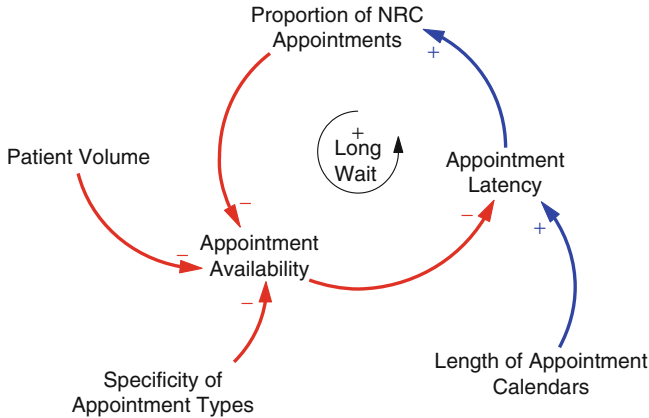 Proportion of NRC
Appointments
+
+
Long
Wait
Patient Volume
Appointment
Latency
−
−
+
−
Appointment
Availability
−
Length of Appointment
Calendars
Specificity of
Appointment Types